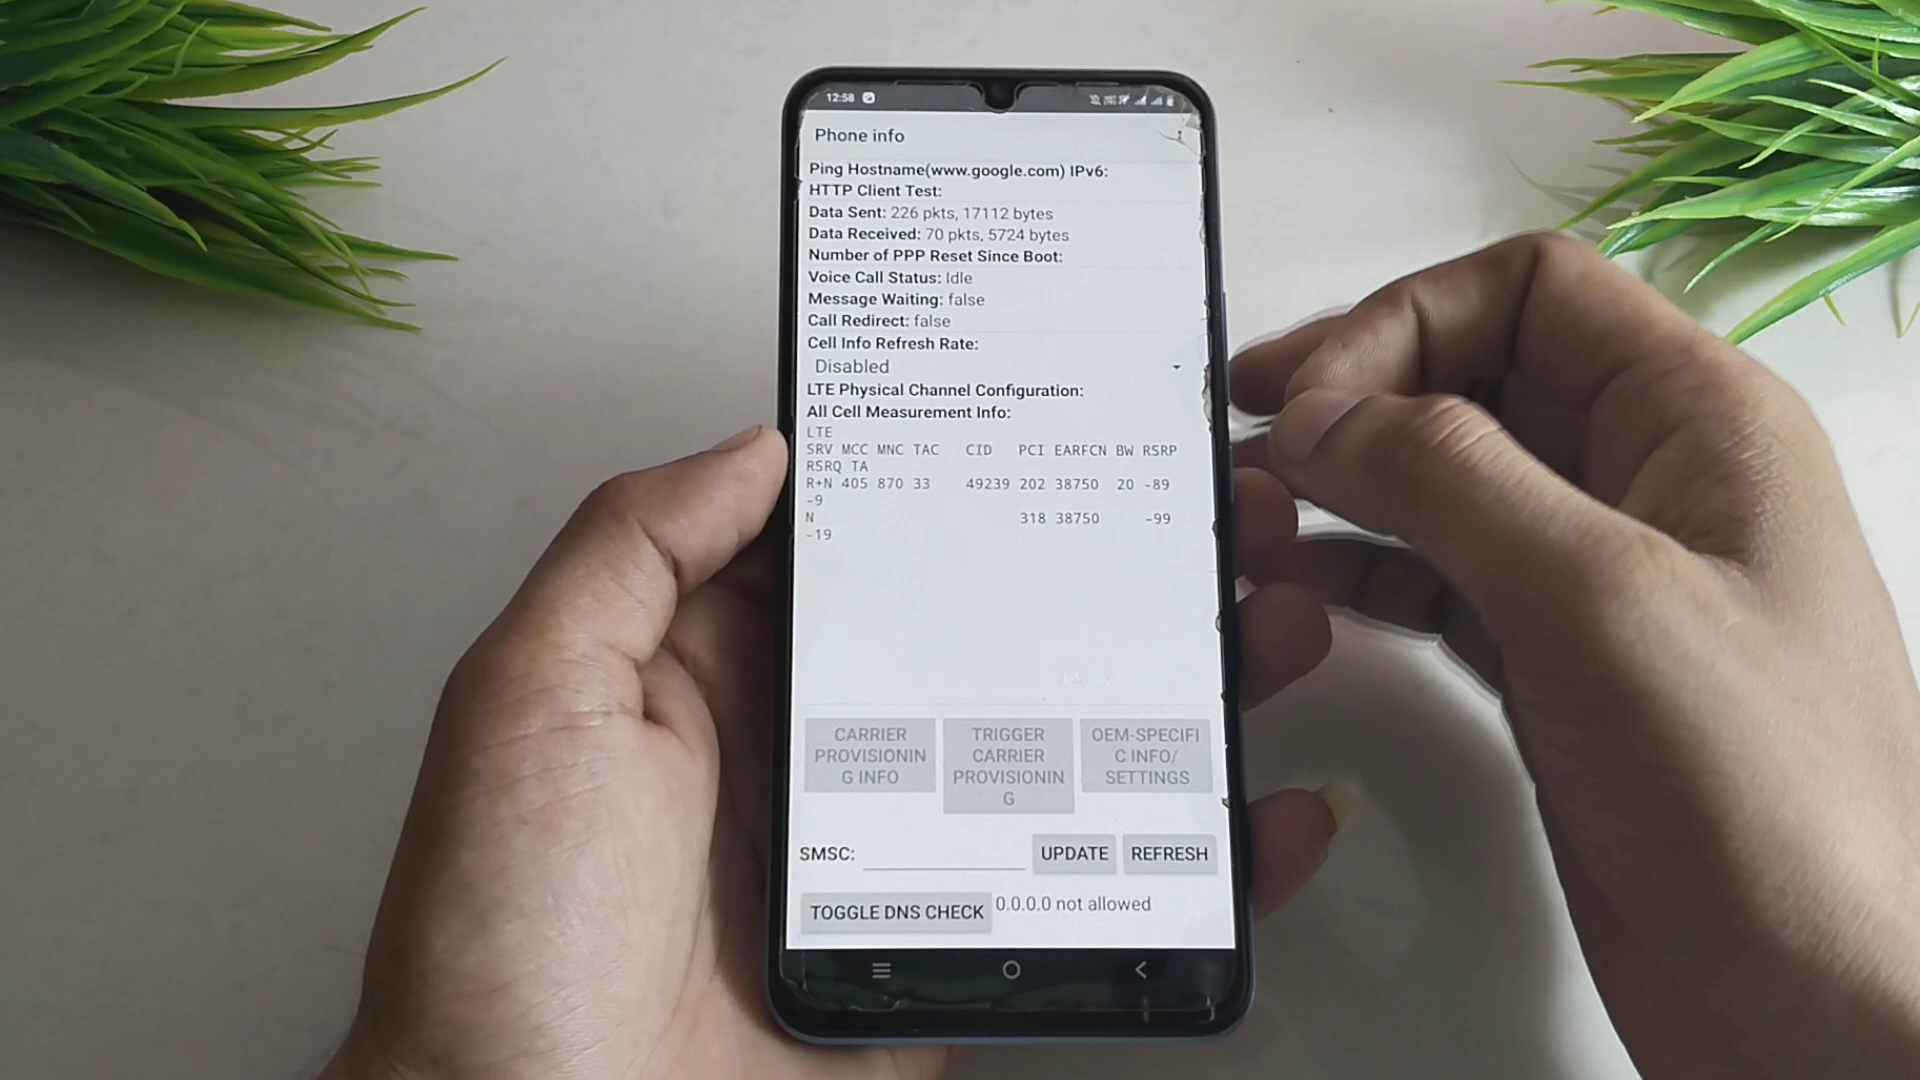 12:58
Phone info
Ping Hostname(www.google.com) IPv6:
HTTP Client Test:
Data Sent: 226 pkts, 17112 bytes
Data Received: 70 pkts, 5724 bytes
Number of PPP Reset Since Boot:
Voice Call Status: Idle
Message Waiting: false
Call Redirect: false
Cell Info Refresh Rate:
Disabled
LTE Physical Channel Configuration:
All Cell Measurement Info:
LTE
SRV MCC MNC TAC CID PCI EARFCN BW RSRP
RSRQ TA
R+N 405 870 33 49239 202 38750 20 -89
-9
N 318 38750 -99
-19
CARRIER
PROVISIONIN
G INFO
TRIGGER
CARRIER
PROVISIONIN
G
OEM-SPECIFI
C INFO/
SETTINGS
SMSC:
UPDATE
REFRESH
TOGGLE DNS CHECK
0.0.0.0 not allowed